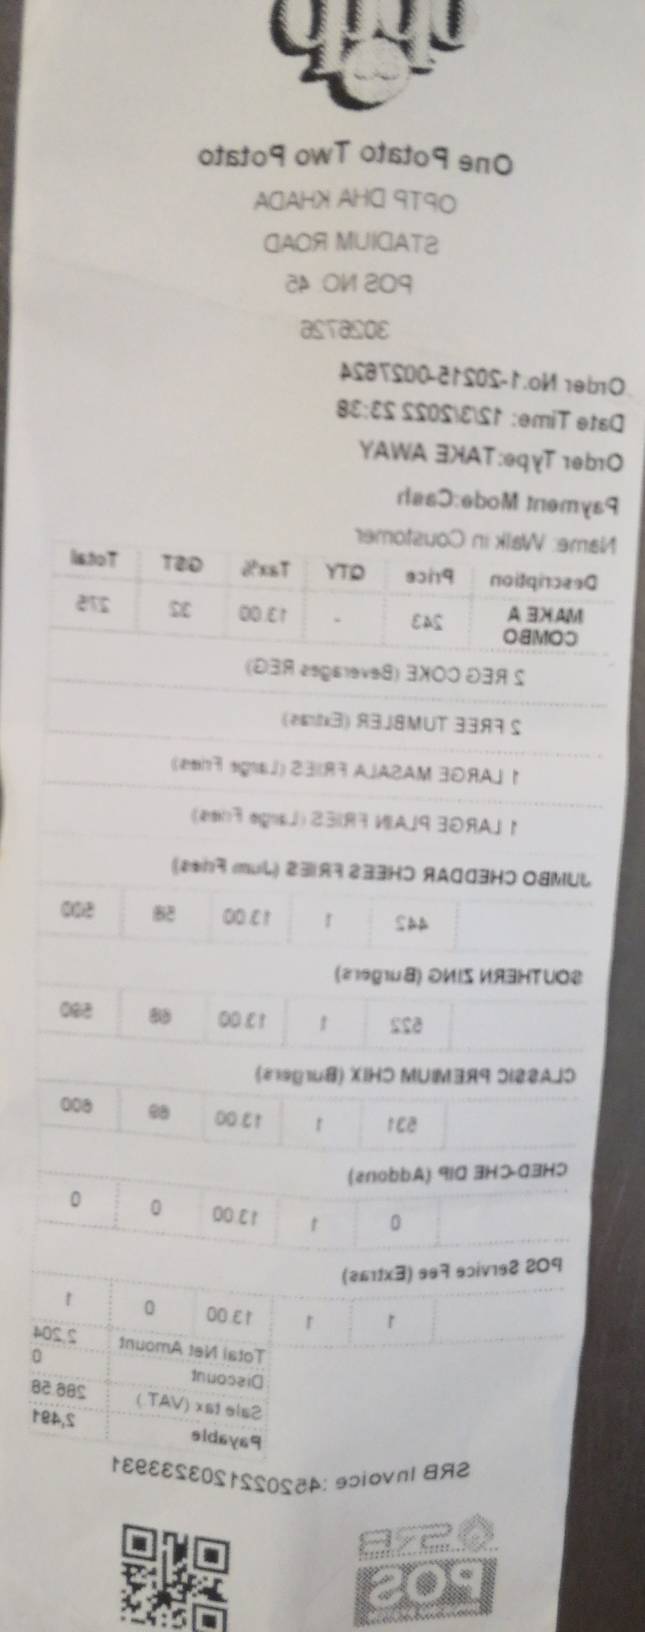 One Potato Two Potato
OPTP DHA KHADA
STADIUM ROAD
POS NO 45
3026726
Order No.1-20215-0027624
Date Time: 12/3/2022 23:38
Order Type:TAKE AWAY
Payment Mode:Cash
Name: Walk in Coustomer
Description Price QTY Tax% GST Total
MAKE A COMBO 243 - 13.00 32 275
2 REG COKE (Beverages REG)
2 FREE TUMBLER (Extras)
1 LARGE MASALA FRIES (Large Fries)
1 LARGE PLAIN FRIES (Large Fries)
JUMBO CHEDDAR CHEES FRIES (Jum Fries)
442 1 13.00 58 500
SOUTHERN ZING (Burgers)
522 1 13.00 68 590
CLASSIC PREMIUM CHIX (Burgers)
531 1 13.00 69 600
CHED-CHE DIP (Addons)
0 1 13.00 0 0
POS Service Fee (Extras)
1 1 13.00 0 1
Total Net Amount 2,204
Discount 0
Sale tax (VAT) 286.58
Payable 2,491
SRB Invoice :4520221203233931
SRB
POS